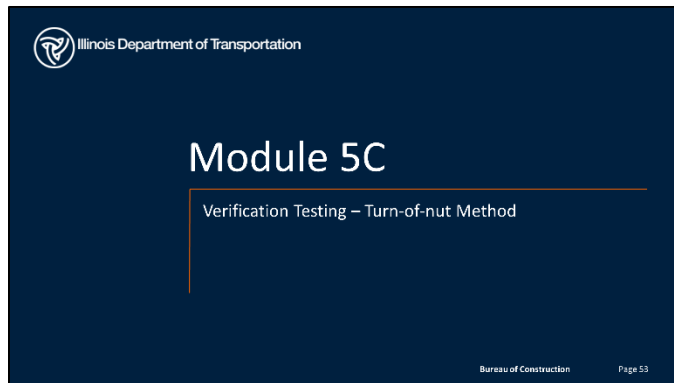 Illinois Department of Transportation
Module 5C
Verification Testing – Turn-of-nut Method
Bureau of Construction Page 53